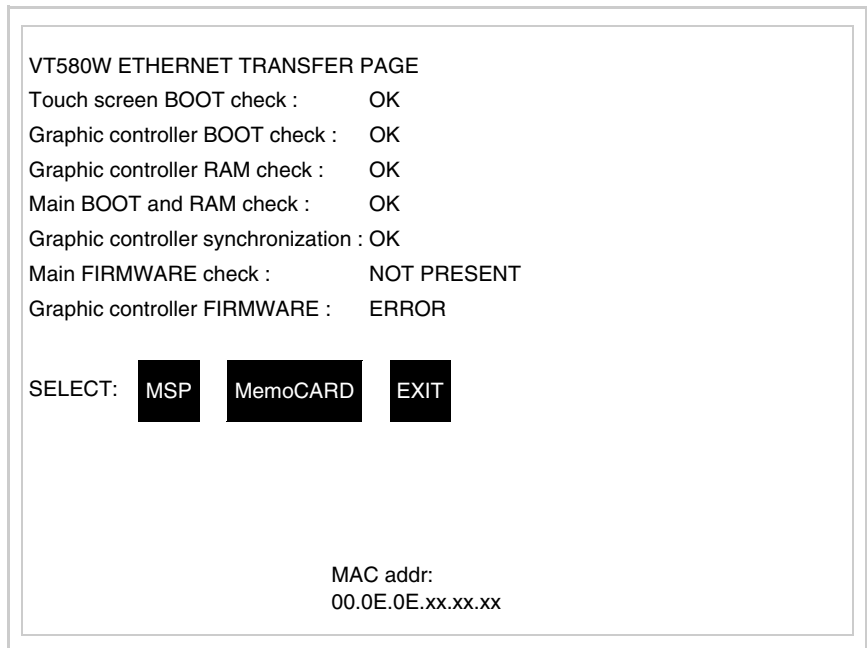 VT580W ETHERNET TRANSFER PAGE
Touch screen BOOT check : OK
Graphic controller BOOT check : OK
Graphic controller RAM check : OK
Main BOOT and RAM check : OK
Graphic controller synchronization : OK
Main FIRMWARE check : NOT PRESENT
Graphic controller FIRMWARE : ERROR
SELECT: MSP MemoCARD EXIT
MAC addr:
00.0E.0E.xx.xx.xx